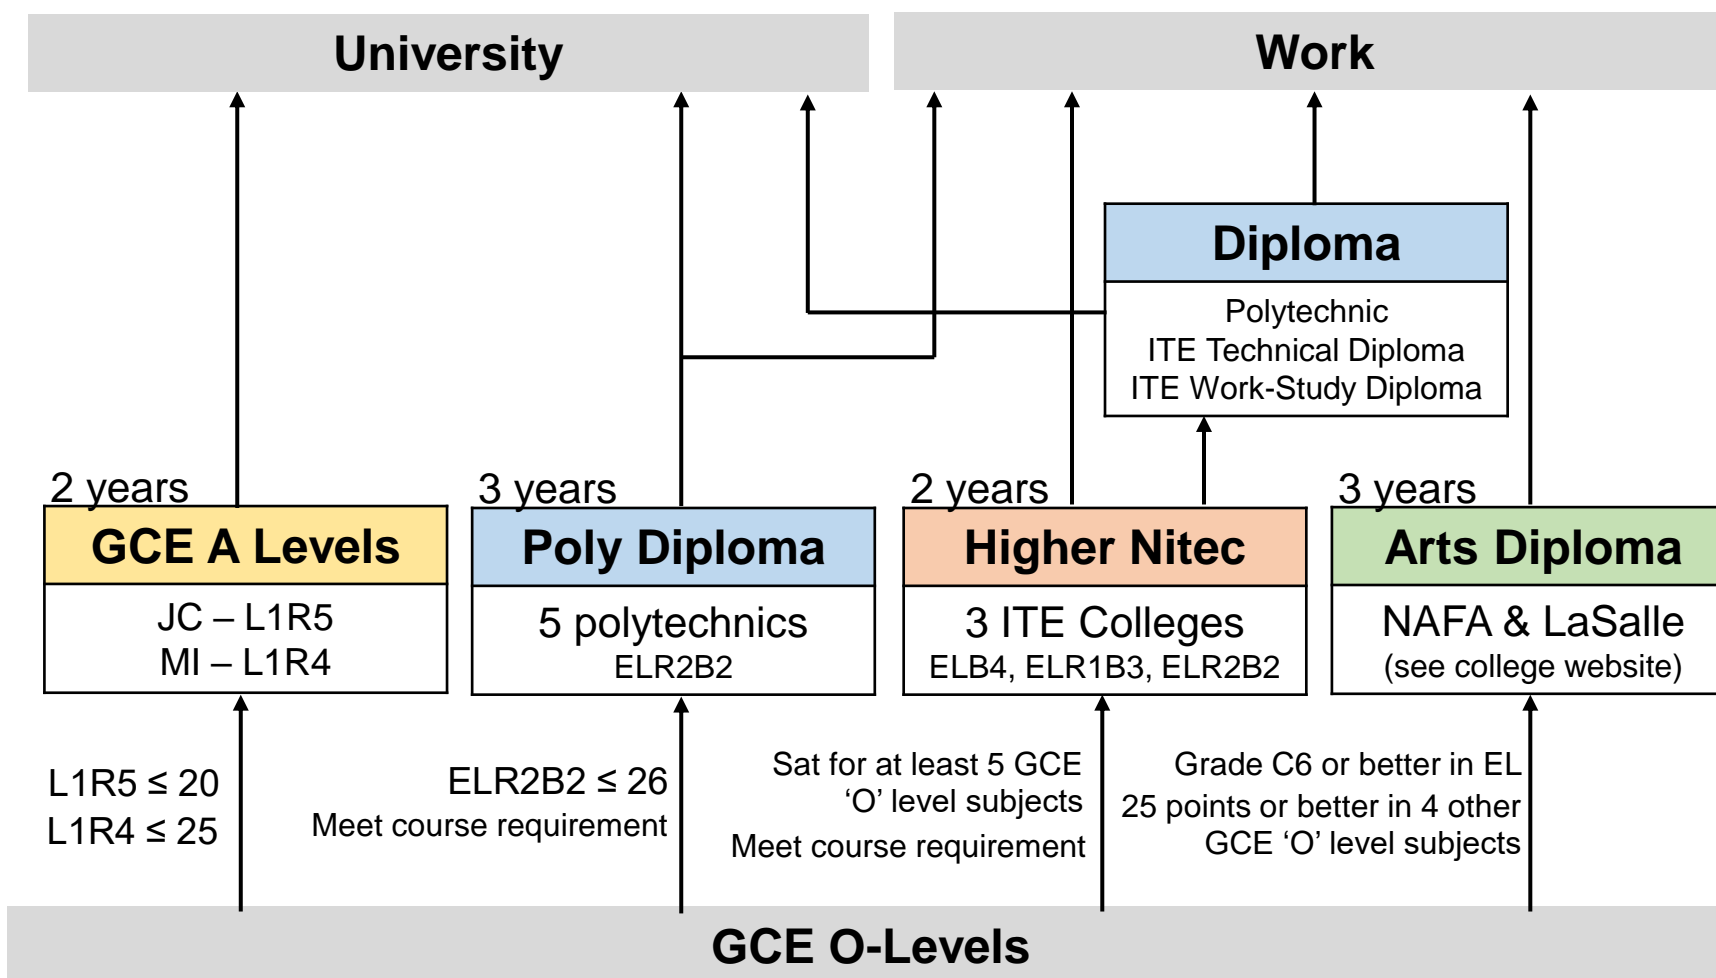 University
Work
Diploma
Polytechnic
ITE Technical Diploma
ITE Work-Study Diploma
2 years
GCE A Levels
JC – L1R5
MI – L1R4
3 years
Poly Diploma
5 polytechnics
ELR2B2
2 years
Higher Nitec
3 ITE Colleges
ELB4, ELR1B3, ELR2B2
3 years
Arts Diploma
NAFA & LaSalle
(see college website)
L1R5 ≤ 20
L1R4 ≤ 25
ELR2B2 ≤ 26
Meet course requirement
Sat for at least 5 GCE
‘O’ level subjects
Meet course requirement
Grade C6 or better in EL
25 points or better in 4 other
GCE ‘O’ level subjects
GCE O-Levels